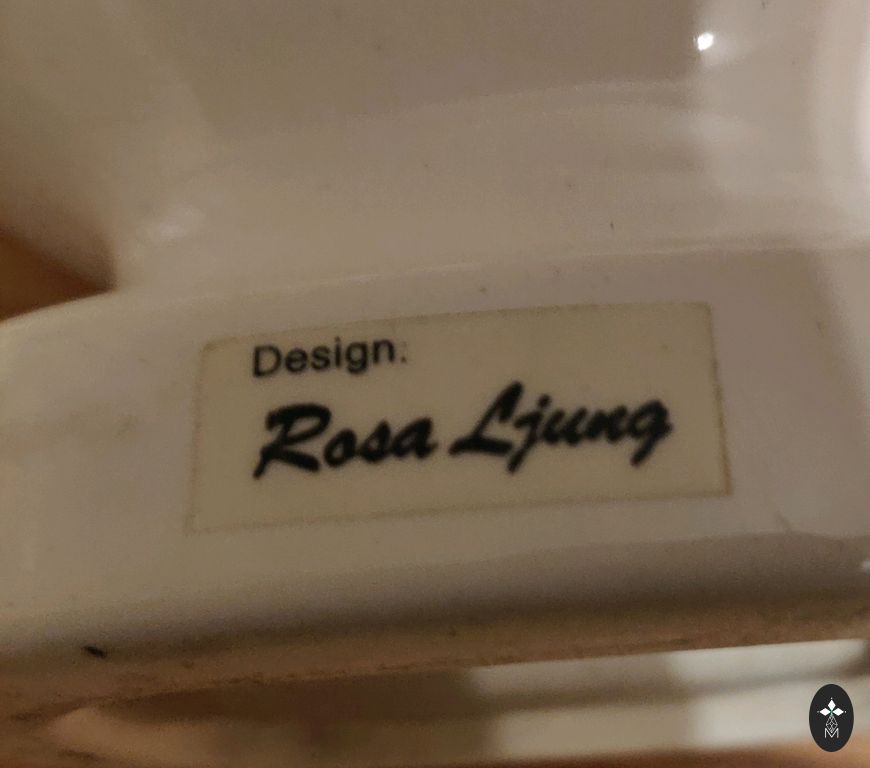 Design:
Rosa Ljung
M